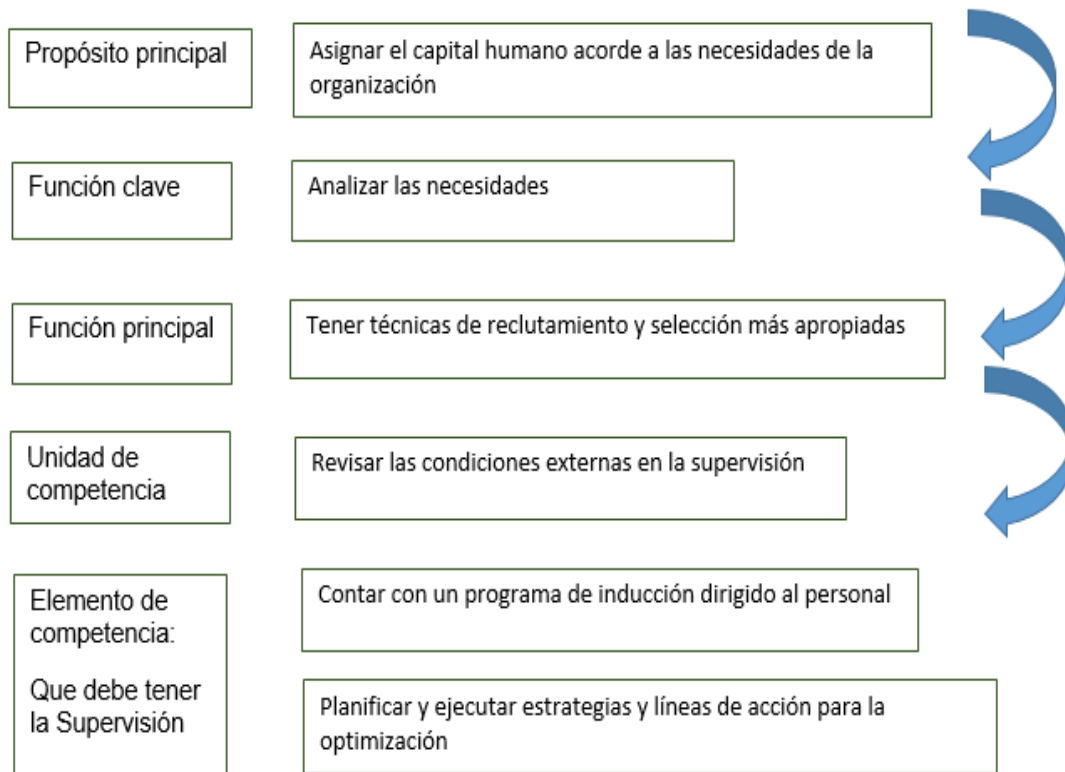 Propósito principal
Asignar el capital humano acorde a las necesidades de la
organización
Función clave
Analizar las necesidades
Función principal
Tener técnicas de reclutamiento y selección más apropiadas
Unidad de
competencia
Revisar las condiciones externas en la supervisión
Elemento de
competencia:
Que debe tener
la Supervisión
Contar con un programa de inducción dirigido al personal
Planificar y ejecutar estrategias y líneas de acción para la
optimización